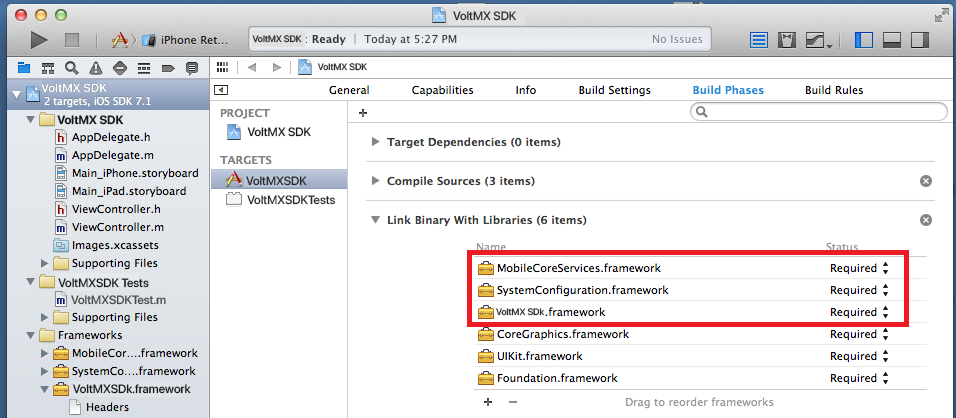 VoltMX SDK
iPhone Ret...
VoltMX SDK : Ready | Today at 5:27 PM
No Issues
VoltMX SDK
VoltMX SDK
2 targets, iOS SDK 7.1
General Capabilities Info Build Settings Build Phases Build Rules
VoltMX SDK
AppDelegate.h
AppDelegate.m
Main_iPhone.storyboard
Main_iPad.storyboard
ViewController.h
ViewController.m
Images.xcassets
Supporting Files
VoltMXSDK Tests
VoltMXSDKTest.m
Supporting Files
Frameworks
MobileCor....framework
SystemCo....framework
VoltMXSDk.framework
Headers
PROJECT
VoltMX SDK
TARGETS
VoltMXSDK
VoltMXSDKTests
Target Dependencies (0 items)
Compile Sources (3 items)
Link Binary With Libraries (6 items)
Name Status
MobileCoreServices.framework Required
SystemConfiguration.framework Required
VoltMX SDk.framework Required
CoreGraphics.framework Required
UIKit.framework Required
Foundation.framework Required
Drag to reorder frameworks